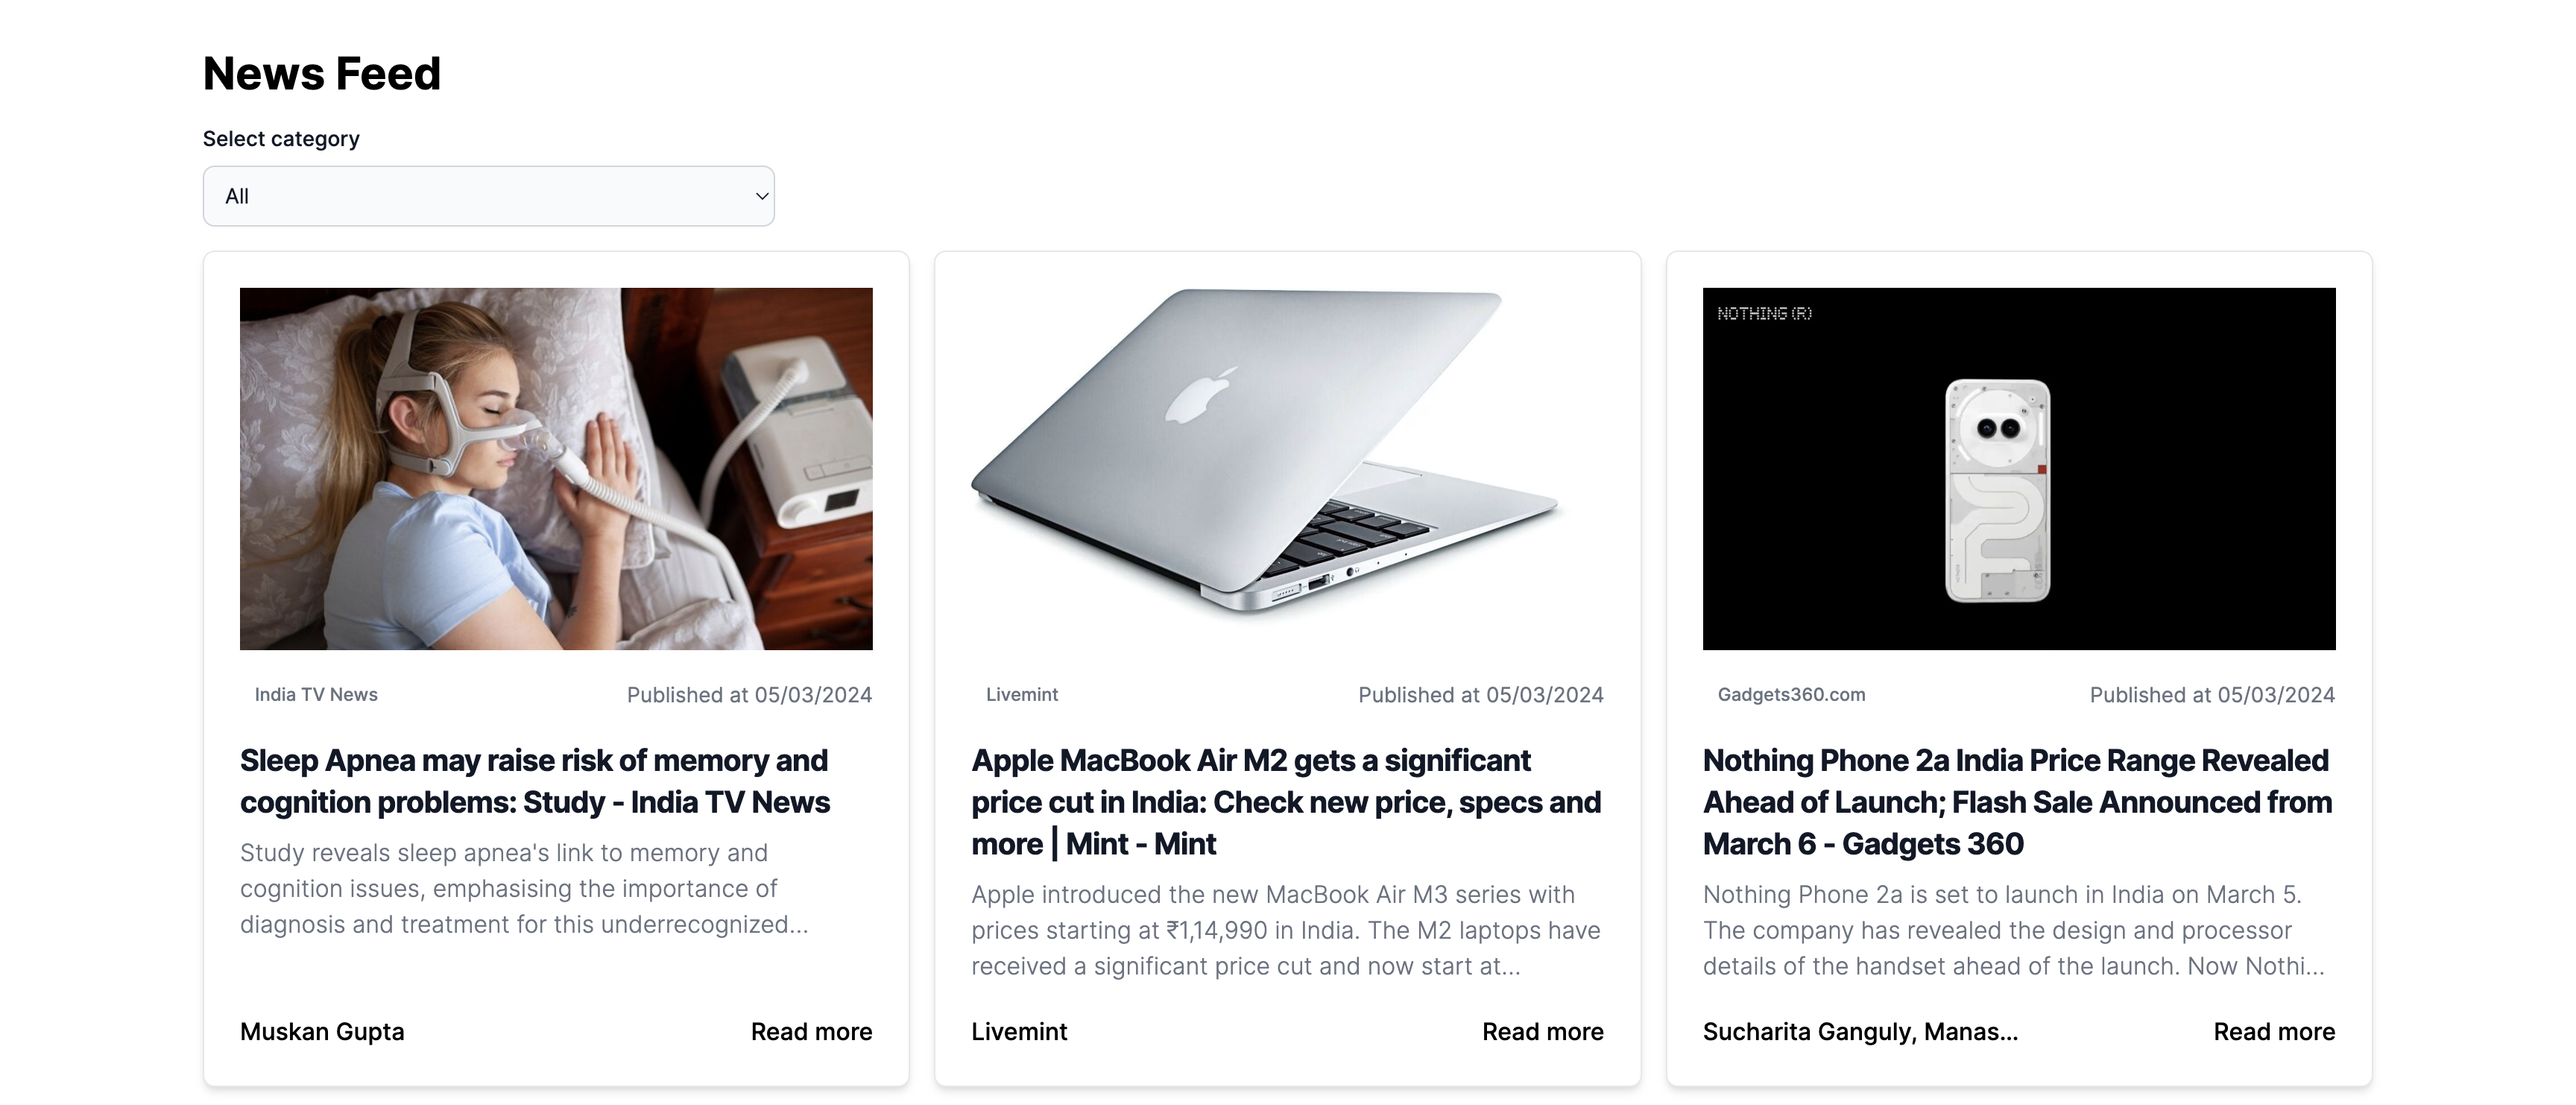 News Feed
Select category
All
NOTHING (R)
India TV News
Published at 05/03/2024
Sleep Apnea may raise risk of memory and
cognition problems: Study - India TV News
Study reveals sleep apnea's link to memory and
cognition issues, emphasising the importance of
diagnosis and treatment for this underrecognized...
Muskan Gupta
Read more
Livemint
Published at 05/03/2024
Apple MacBook Air M2 gets a significant
price cut in India: Check new price, specs and
more | Mint - Mint
Apple introduced the new MacBook Air M3 series with
prices starting at ₹1,14,990 in India. The M2 laptops have
received a significant price cut and now start at...
Livemint
Read more
Gadgets360.com
Published at 05/03/2024
Nothing Phone 2a India Price Range Revealed
Ahead of Launch; Flash Sale Announced from
March 6 - Gadgets 360
Nothing Phone 2a is set to launch in India on March 5.
The company has revealed the design and processor
details of the handset ahead of the launch. Now Nothi...
Sucharita Ganguly, Manas...
Read more